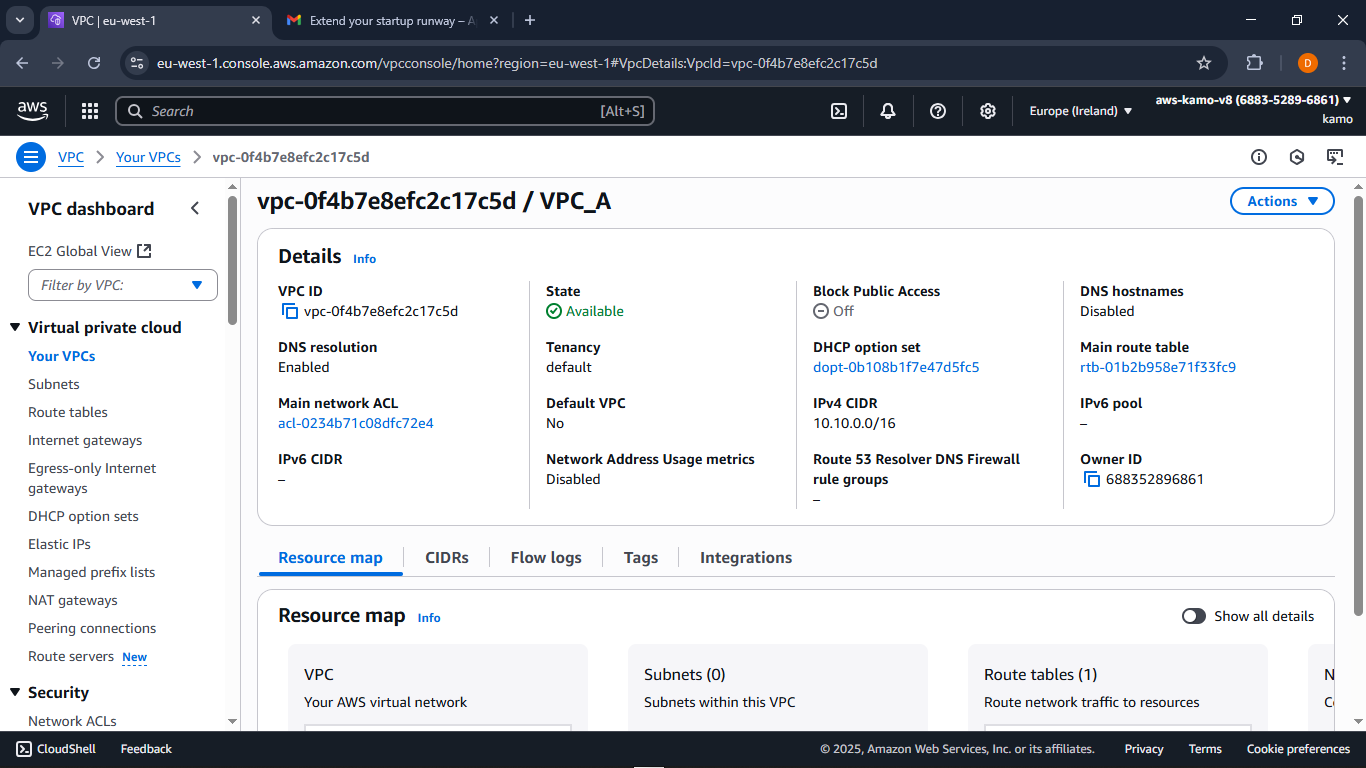 VPC | eu-west-1
Extend your startup runway – A
eu-west-1.console.aws.amazon.com/vpcconsole/home?region=eu-west-1#VpcDetails:VpcId=vpc-0f4b7e8efc2c17c5d
D
aws
Search
[Alt+S]
Europe (Ireland)
aws-kamo-v8 (6883-5289-6861)
kamo
VPC
Your VPCs
vpc-0f4b7e8efc2c17c5d
VPC dashboard
EC2 Global View
Filter by VPC:
Virtual private cloud
Your VPCs
Subnets
Route tables
Internet gateways
Egress-only Internet
gateways
DHCP option sets
Elastic IPs
Managed prefix lists
NAT gateways
Peering connections
Route servers New
Security
Network ACLs
vpc-0f4b7e8efc2c17c5d / VPC_A
Actions
Details Info
VPC ID
vpc-0f4b7e8efc2c17c5d
State
Available
Block Public Access
Off
DNS hostnames
Disabled
DNS resolution
Enabled
Tenancy
default
DHCP option set
dopt-0b108b1f7e47d5fc5
Main route table
rtb-01b2b958e71f33fc9
Main network ACL
acl-0234b71c08dfc72e4
Default VPC
No
IPv4 CIDR
10.10.0.0/16
IPv6 pool
–
IPv6 CIDR
–
Network Address Usage metrics
Disabled
Route 53 Resolver DNS Firewall
rule groups
–
Owner ID
688352896861
Resource map
CIDRs
Flow logs
Tags
Integrations
Resource map Info
Show all details
VPC
Your AWS virtual network
Subnets (0)
Subnets within this VPC
Route tables (1)
Route network traffic to resources
CloudShell
Feedback
© 2025, Amazon Web Services, Inc. or its affiliates.
Privacy
Terms
Cookie preferences